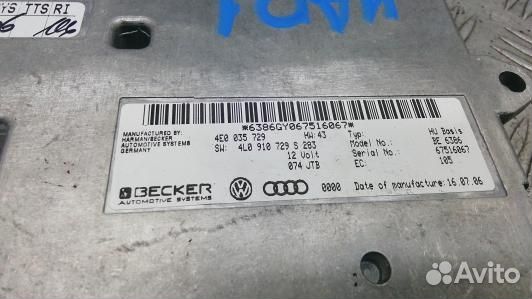 YS TTS RI
*6386GY067516067*
MANUFACTURED BY:
HARMAN/BECKER
AUTOMOTIVE SYSTEMS
GERMANY
4E0 035 729 HW: 43 Typ: HU Basis
SW: 4L0 910 729 S 283 Model No.: BE 6386
12 Volt Serial No.: 67516067
074 JTB EC: 105
BECKER
AUTOMOTIVE SYSTEMS
0000 Date of manufacture: 16.07.06
Avito